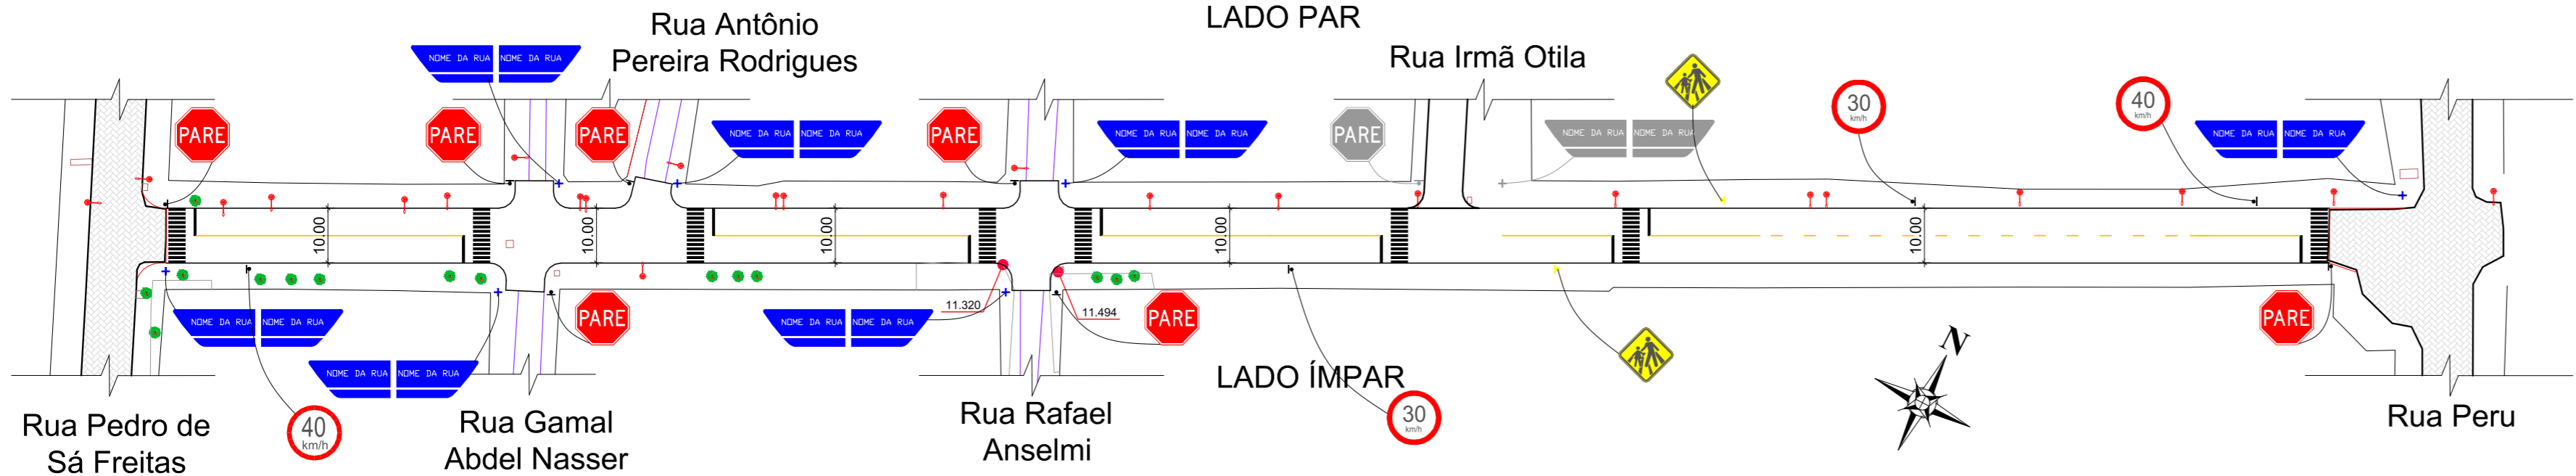 LADO PAR
Rua Antônio
Pereira Rodrigues
Rua Irmã Otila
NOME DA RUA NOME DA RUA
PARE
PARE
PARE
NOME DA RUA NOME DA RUA
PARE
NOME DA RUA NOME DA RUA
PARE
NOME DA RUA NOME DA RUA
30
km/h
40
km/h
NOME DA RUA NOME DA RUA
10.00
10.00
10.00
10.00
10.00
NOME DA RUA NOME DA RUA
PARE
NOME DA RUA NOME DA RUA
11.320
11.494
PARE
PARE
NOME DA RUA NOME DA RUA
N
LADO ÍMPAR
40
km/h
30
km/h
Rua Pedro de
Sá Freitas
Rua Gamal
Abdel Nasser
Rua Rafael
Anselmi
Rua Peru